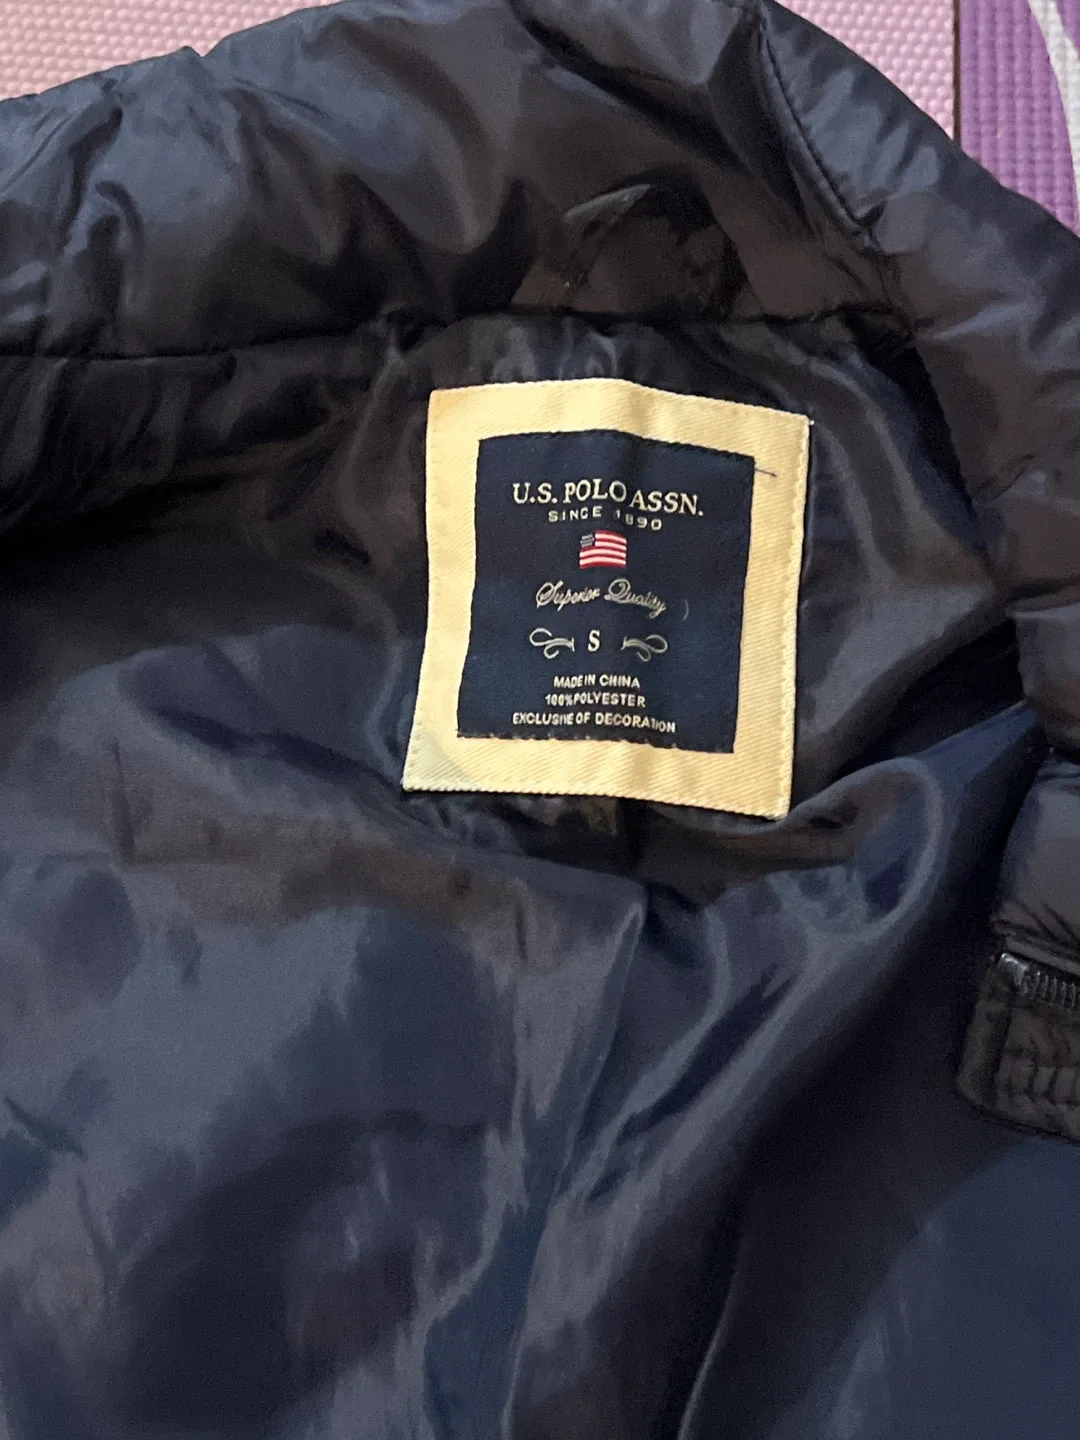 U.S. POLO ASSN.
SINCE 1890
Superior Quality
S
MADE IN CHINA
100% POLYESTER
EXCLUSIVE OF DECORATION